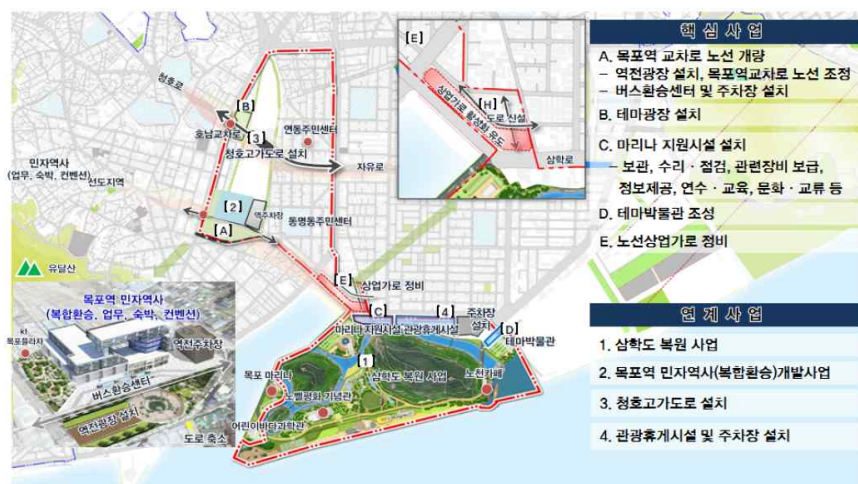 핵심사업
A. 목포역 교차로 노선 개량
– 역전광장 설치, 목포역교차로 노선 조정
– 버스환승센터 및 주차장 설치
B. 테마광장 설치
C. 마리나 지원시설 설치
– 보관, 수리·점검, 관련장비 보급,
정보제공, 연수·교육, 문화·교류 등
D. 테마박물관 조성
E. 노선상업가로 정비
연계사업
1. 삼학도 복원 사업
2. 목포역 민자역사(복합환승)개발사업
3. 청호고가도로 설치
4. 관광휴게시설 및 주차장 설치
【E】
【H】
도로 신설
상업가로 활성화 유도
삼학로
청호로
【B】
호남교차로
【3】
연동주민센터
청호고가도로 설치
자유로
민자역사
(업무, 숙박, 컨벤션)
선도지역
【2】
역주차장
동명동주민센터
【A】
유달산
【E】
상업가로 정비
【C】
【4】
주차장
설치
마리나 지원시설
관광휴게시설
【D】
테마박물관
【1】
삼학도 복원 사업
목포 마리나
노천카페
노벨평화 기념관
어린이바다과학관
목포역 민자역사
(복합환승, 업무, 숙박, 컨벤션)
kt
목포플라자
역전주차장
버스환승센터
역전광장 설치
도로 축소